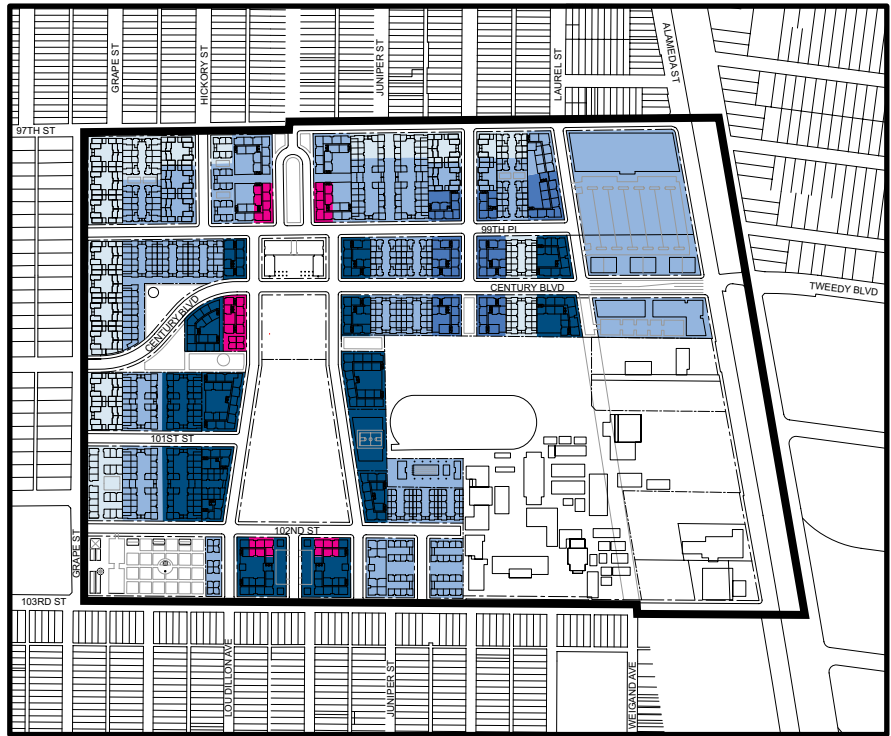 GRAPE ST
HICKORY ST
JUNIPER ST
LAUREL ST
ALAMEDA ST
97TH ST
99TH PL
CENTURY BLVD
TWEEDY BLVD
CENTURY BLVD
101ST ST
102ND ST
GRAPE ST
103RD ST
LOU DILLON AVE
JUNIPER ST
WEIGAND AVE